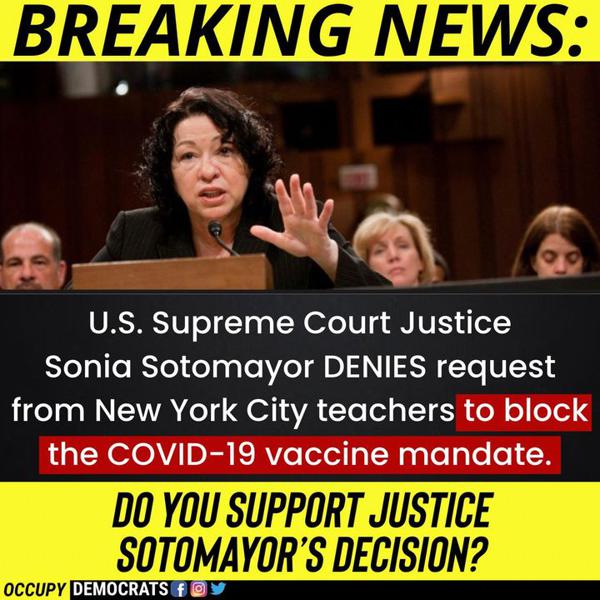 BREAKING NEWS:
U.S. Supreme Court Justice
Sonia Sotomayor DENIES request
from New York City teachers to block
the COVID-19 vaccine mandate.
DO YOU SUPPORT JUSTICE
SOTOMAYOR'S DECISION?
OCCUPY DEMOCRATS